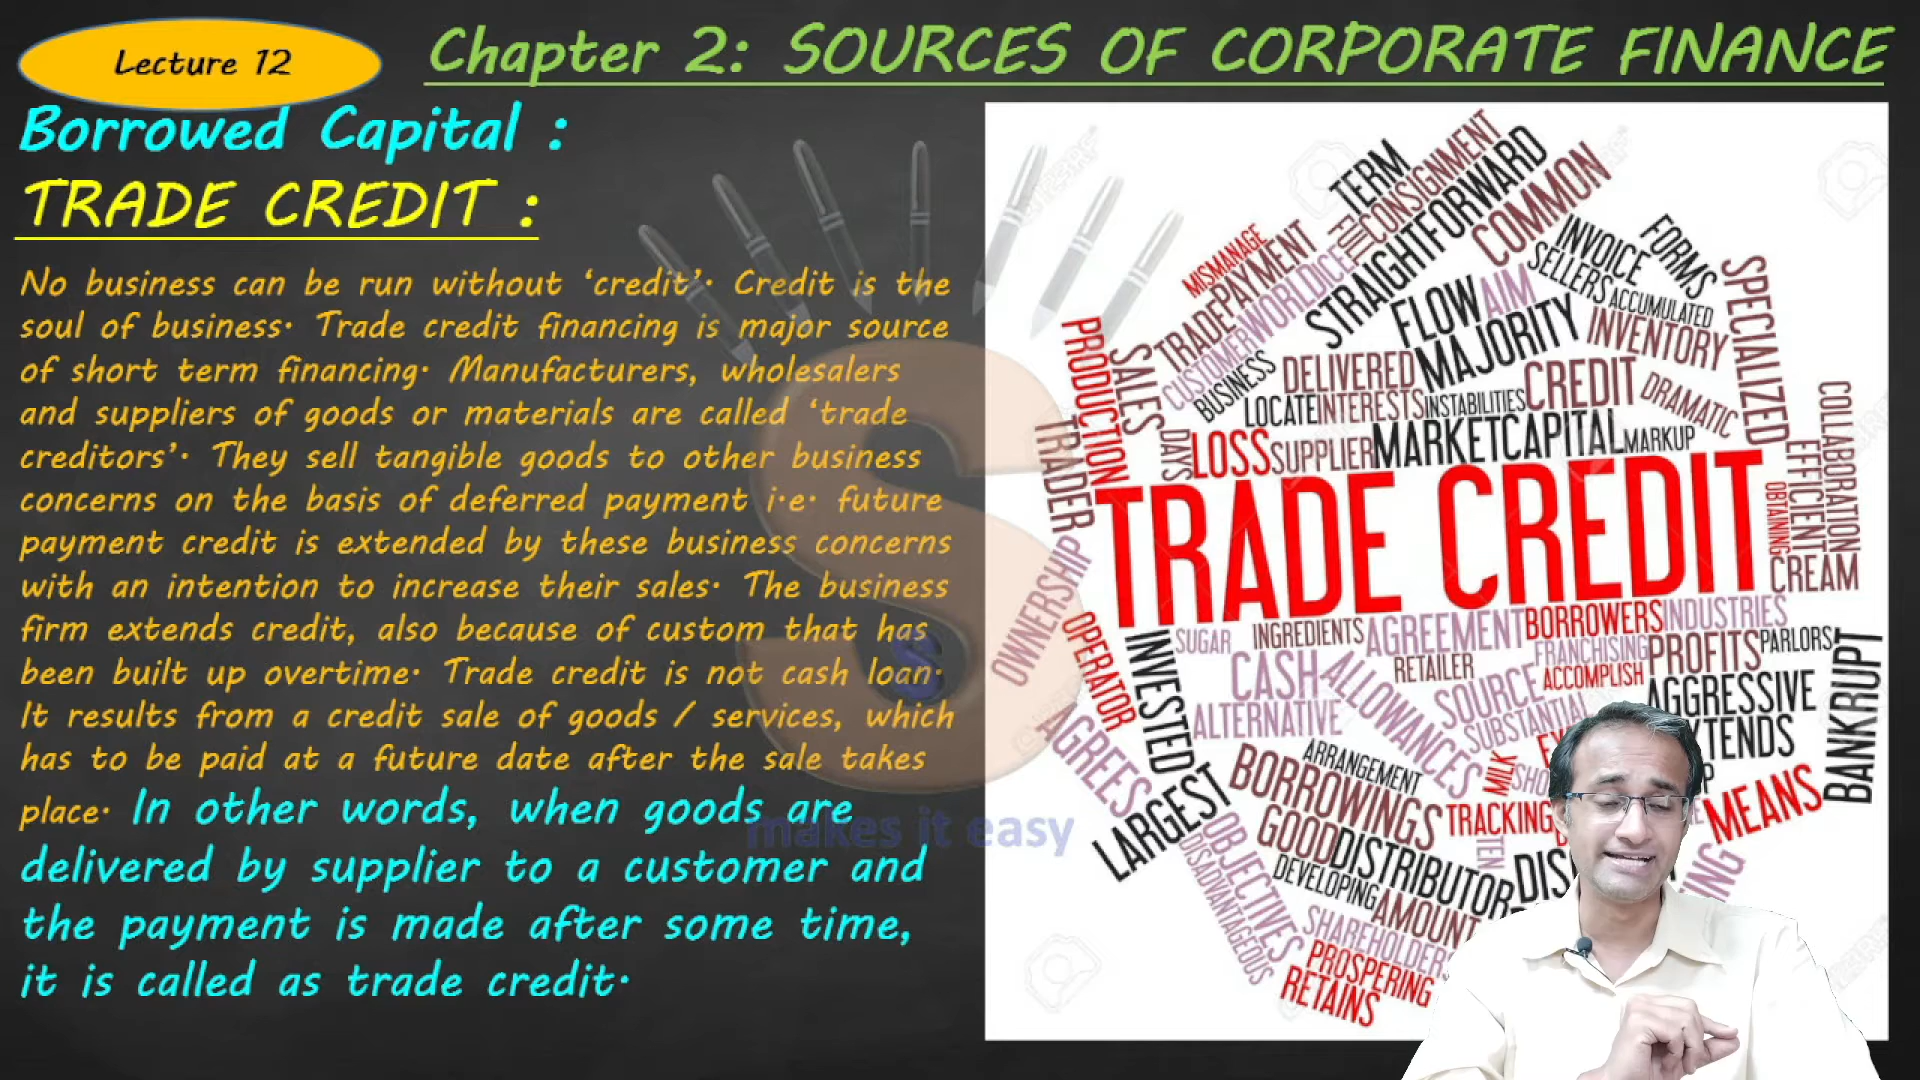 Lecture 12
Chapter 2: SOURCES OF CORPORATE FINANCE
Borrowed Capital :
TRADE CREDIT :
No business can be run without ‘credit’. Credit is the
soul of business. Trade credit financing is major source
of short term financing. Manufacturers, wholesalers
and suppliers of goods or materials are called ‘trade
creditors’. They sell tangible goods to other business
concerns on the basis of deferred payment i.e. future
payment credit is extended by these business concerns
with an intention to increase their sales. The business
firm extends credit, also because of custom that has
been built up overtime. Trade credit is not cash loan.
It results from a credit sale of goods / services, which
has to be paid at a future date after the sale takes
place. In other words, when goods are
delivered by supplier to a customer and
the payment is made after some time,
it is called as trade credit.
makes it easy
TERM
CONSIGNMENT
FULL
STRAIGHTFORWARD
COMMON
MISMANAGE
PAYMENT
TRADE
WORLD
ICE
CUSTOMER
BUSINESS
INVOICE
FORMS
SELLERS
ACCUMULATED
FLOW
AIM
MAJORITY
INVENTORY
SPECIALIZED
PRODUCTION
SALES
DELIVERED
CREDIT
DRAMATIC
LOCATE
INTERESTS
INSTABILITIES
DAYS
LOSS
SUPPLIER
MARKET
CAPITAL
MARKUP
COLLABORATION
EFFICIENT
OBTAINING
TRADER
TRADE CREDIT
CREAM
OWNERSHIP
OPERATOR
INVESTED
SUGAR
INGREDIENTS
AGREEMENT
BORROWERS
INDUSTRIES
FRANCHISING
PROFITS
PARLORS
RETAILER
ACCOMPLISH
CASH
ALLOWANCES
SOURCE
AGGRESSIVE
BANKRUPT
ALTERNATIVE
SUBSTANTIAL
XTENDS
AGREES
ARRANGEMENT
MILK
SHO
LARGEST
BORROWINGS
TRACKING
MEANS
GOOD
DISTRIBUTOR
DIS
OBJECTIVES
DISADVANTAGEOUS
DEVELOPING
AMOUNT
SHAREHOLDERS
PROSPERING
RETAINS